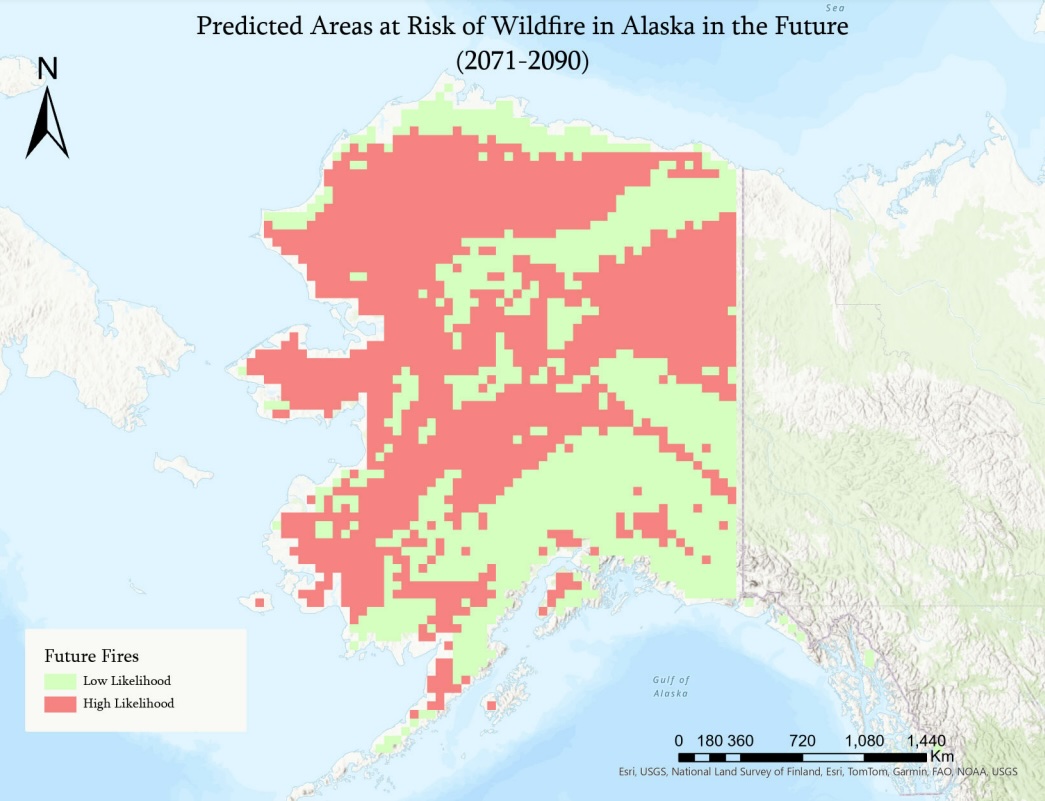 Sea
Predicted Areas at Risk of Wildfire in Alaska in the Future
(2071-2090)
N
Future Fires
Low Likelihood
High Likelihood
Gulf of
Alaska
0 180 360 720 1,080 1,440
Km
Esri, USGS, National Land Survey of Finland, Esri, TomTom, Garmin, FAO, NOAA, USGS